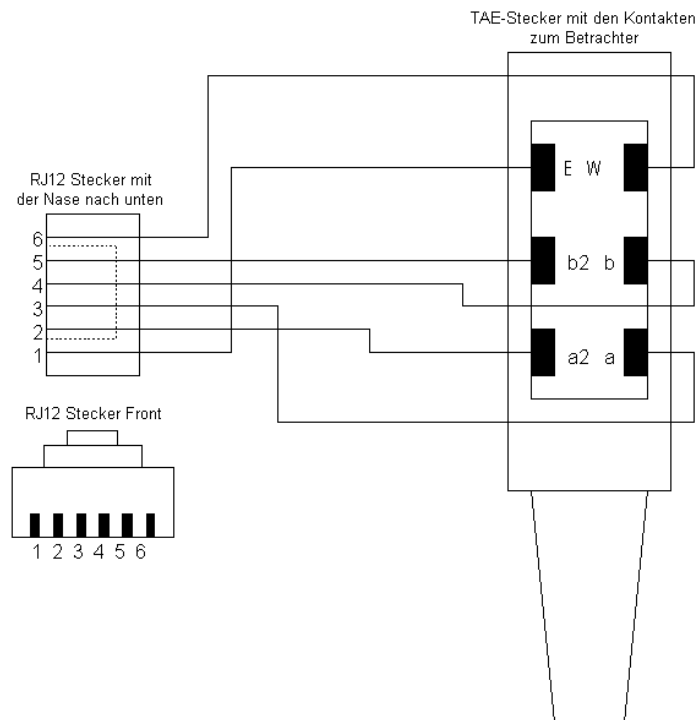 TAE-Stecker mit den Kontakten
zum Betrachter
RJ12 Stecker mit
der Nase nach unten
6
5
4
3
2
1
E W
b2 b
a2 a
RJ12 Stecker Front
1 2 3 4 5 6